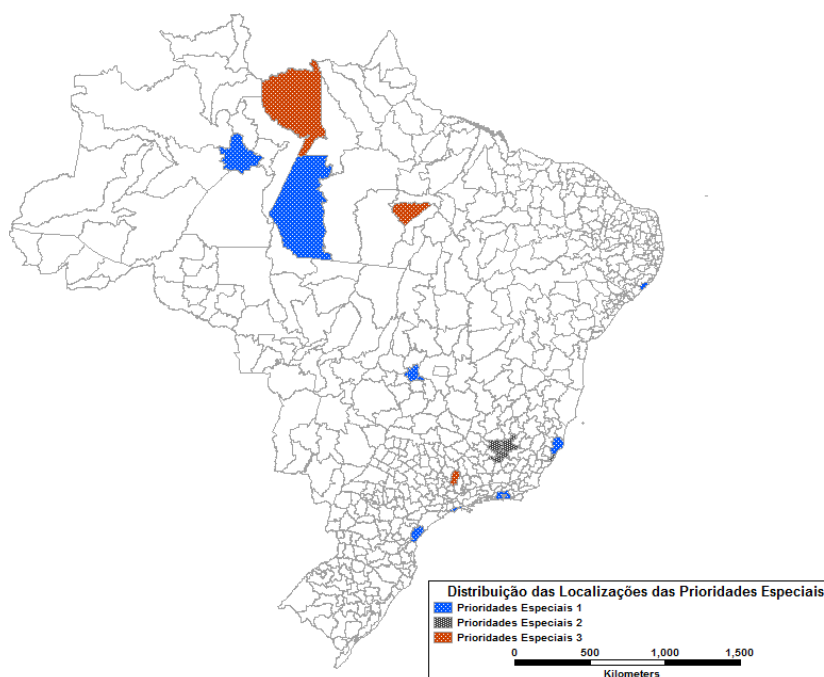 Distribuição das Localizações das Prioridades Especiais
Prioridades Especiais 1
Prioridades Especiais 2
Prioridades Especiais 3
0 500 1,000 1,500
Kilometers